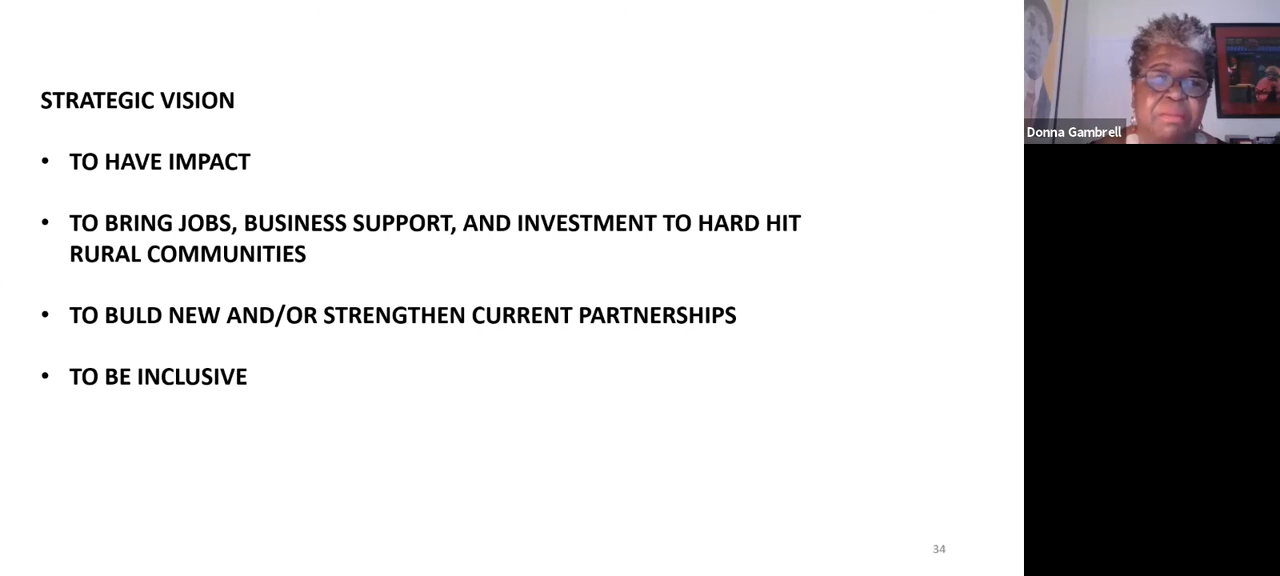 STRATEGIC VISION
• TO HAVE IMPACT
• TO BRING JOBS, BUSINESS SUPPORT, AND INVESTMENT TO HARD HIT
RURAL COMMUNITIES
• TO BULD NEW AND/OR STRENGTHEN CURRENT PARTNERSHIPS
• TO BE INCLUSIVE
34
Donna Gambrell